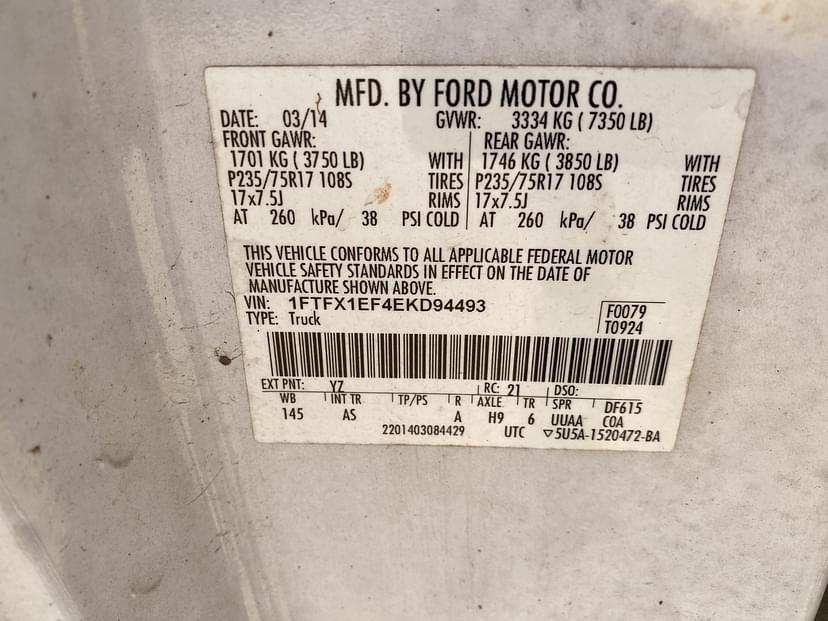 MFD. BY FORD MOTOR CO.
DATE: 03/14 GVWR: 3334 KG ( 7350 LB)
FRONT GAWR: REAR GAWR:
1701 KG ( 3750 LB) WITH 1746 KG ( 3850 LB) WITH
P235/75R17 108S TIRES P235/75R17 108S TIRES
17x7.5J RIMS 17x7.5J RIMS
AT 260 kPa/ 38 PSI COLD AT 260 kPa/ 38 PSI COLD
THIS VEHICLE CONFORMS TO ALL APPLICABLE FEDERAL MOTOR
VEHICLE SAFETY STANDARDS IN EFFECT ON THE DATE OF
MANUFACTURE SHOWN ABOVE.
VIN: 1FTFX1EF4EKD94493 F0079
TYPE: Truck T0924
EXT PNT: YZ RC: 21 DSO:
WB INT TR TP/PS R AXLE TR SPR DF615
145 AS A H9 6 UUAA COA
2201403084429 UTC ▽5U5A-1520472-BA